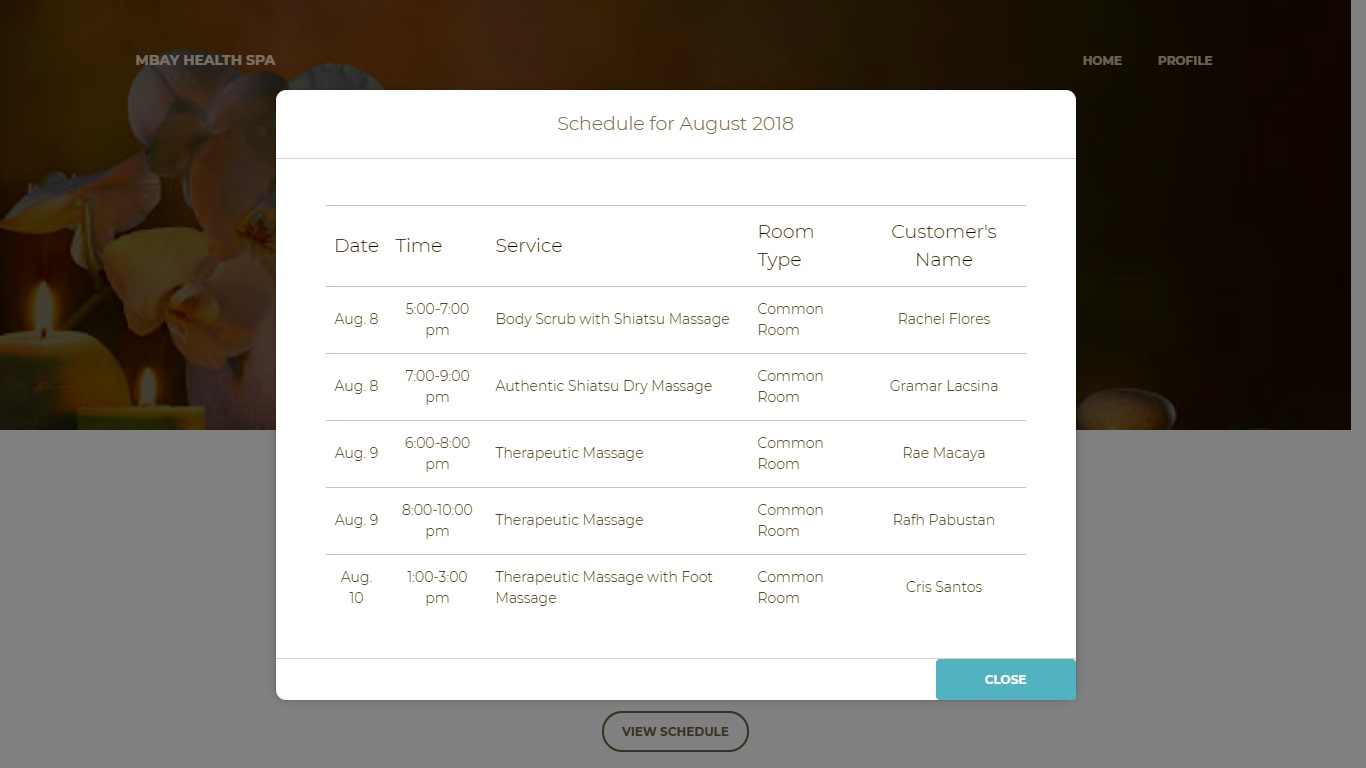 MBAY HEALTH SPA
HOME PROFILE
Schedule for August 2018
Date Time Service Room Type Customer's Name
Aug. 8 5:00-7:00 pm Body Scrub with Shiatsu Massage Common Room Rachel Flores
Aug. 8 7:00-9:00 pm Authentic Shiatsu Dry Massage Common Room Gramar Lacsina
Aug. 9 6:00-8:00 pm Therapeutic Massage Common Room Rae Macaya
Aug. 9 8:00-10:00 pm Therapeutic Massage Common Room Rafh Pabustan
Aug. 10 1:00-3:00 pm Therapeutic Massage with Foot Massage Common Room Cris Santos
CLOSE
VIEW SCHEDULE